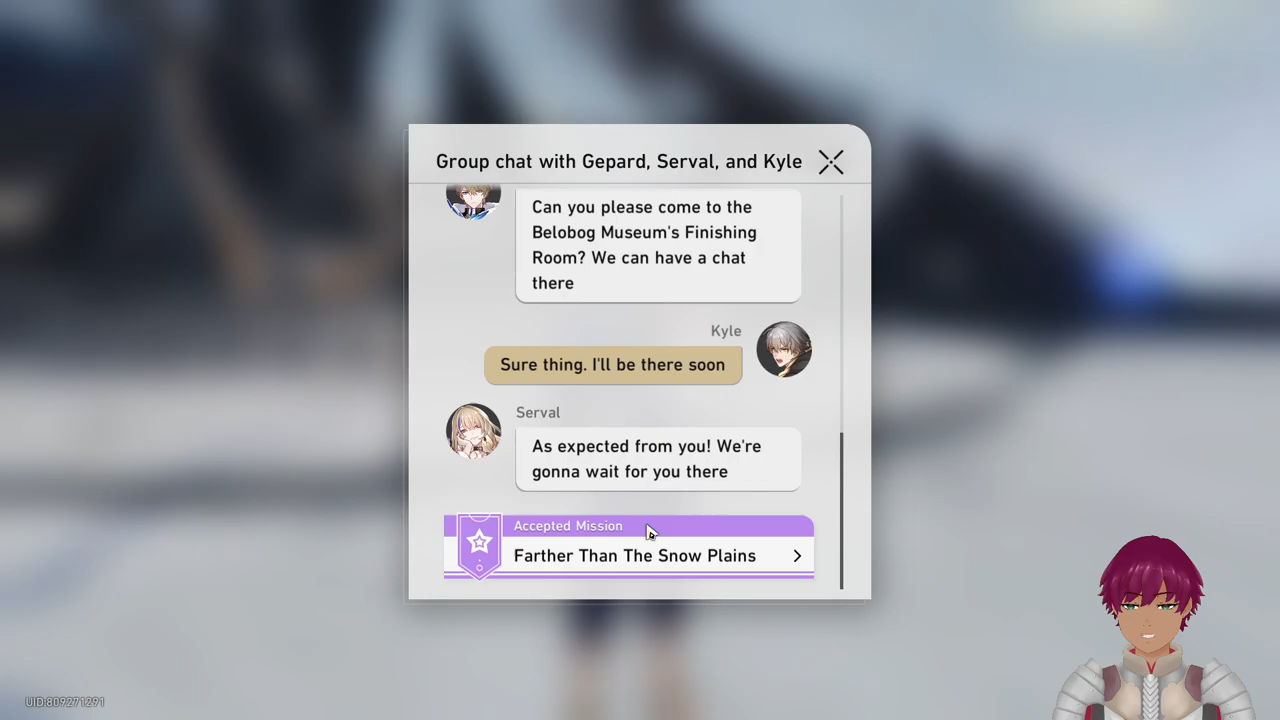 Group chat with Gepard, Serval, and Kyle
Can you please come to the
Belobog Museum's Finishing
Room? We can have a chat
there
Kyle
Sure thing. I'll be there soon
Serval
As expected from you! We're
gonna wait for you there
Accepted Mission
Farther Than The Snow Plains
UID:809271291